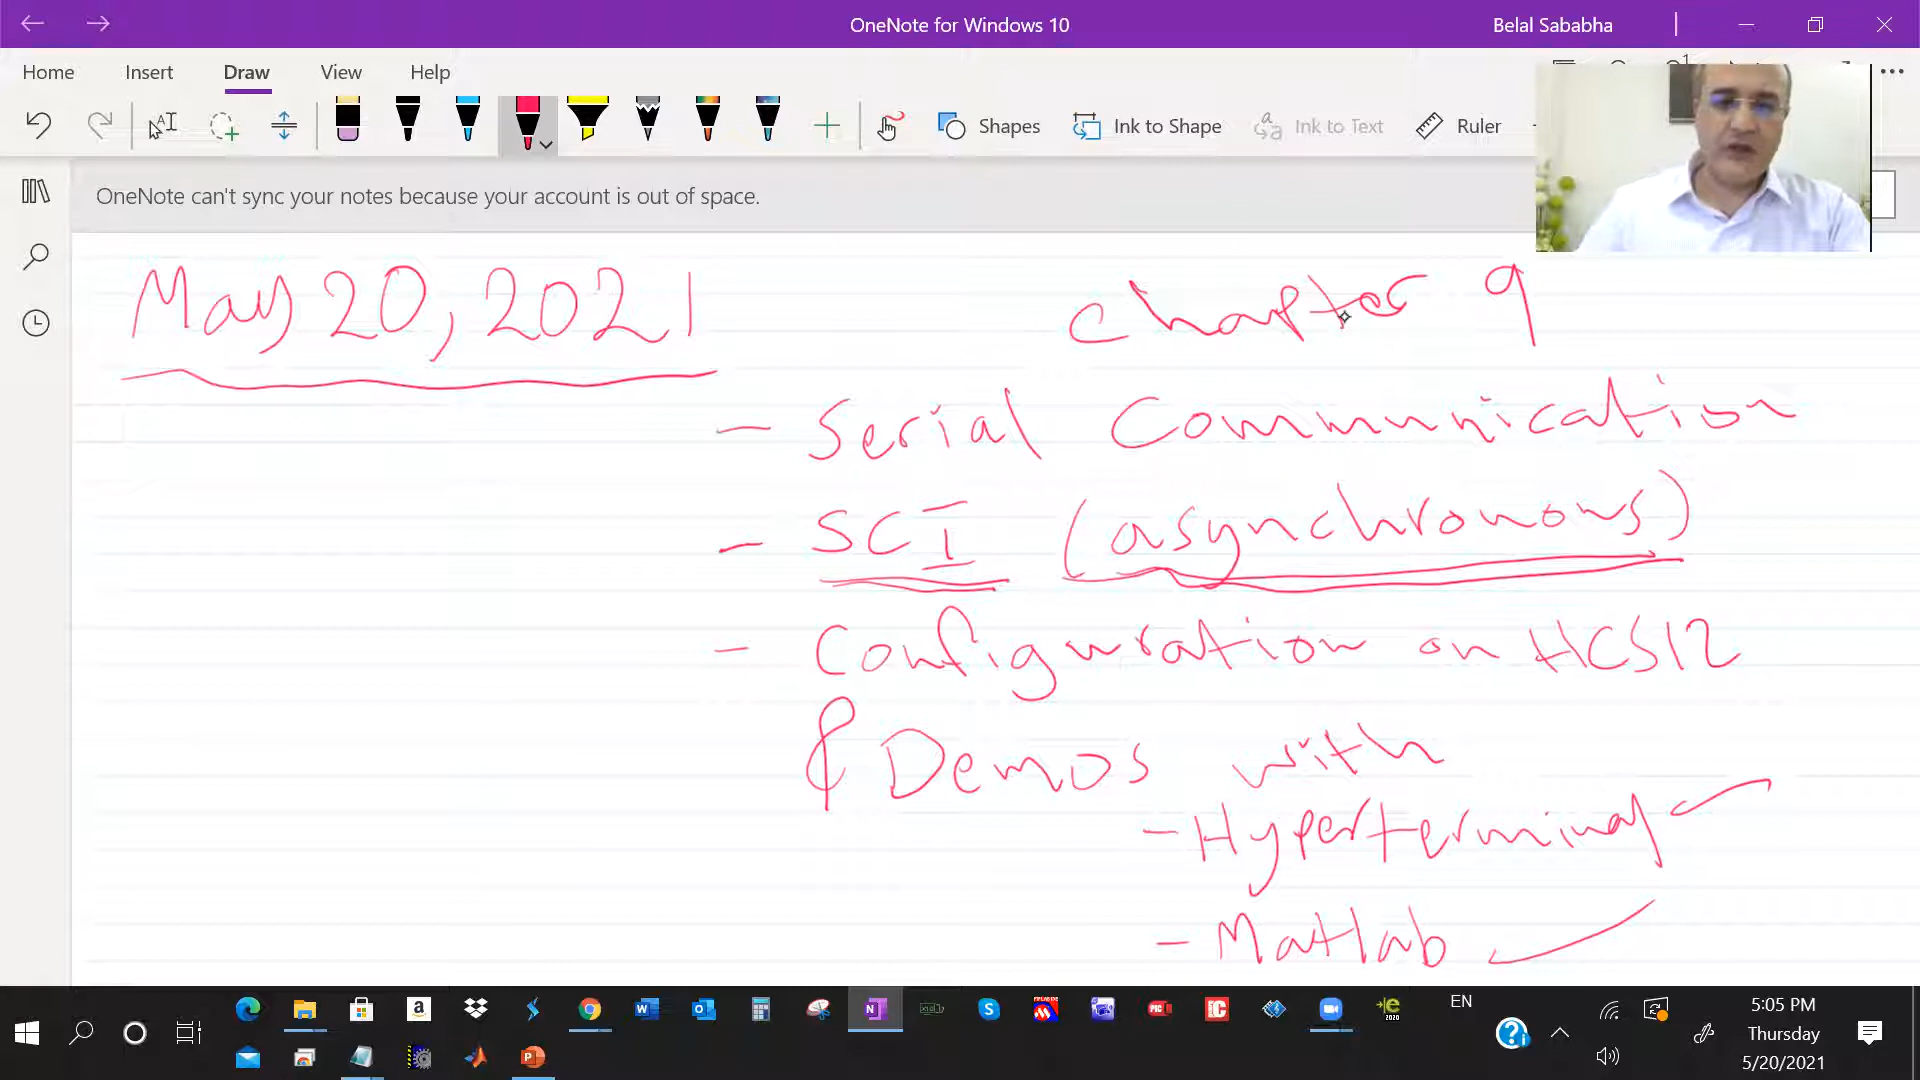 OneNote for Windows 10
Belal Sababha
Home Insert Draw View Help
Shapes Ink to Shape Ink to Text Ruler
OneNote can't sync your notes because your account is out of space.
May 20, 2021
Chapter 9
- Serial Communication
- SCI (asynchronous)
- Configuration on HCS12
& Demos with
- Hyperterminal
- Matlab
EN
5:05 PM
Thursday
5/20/2021